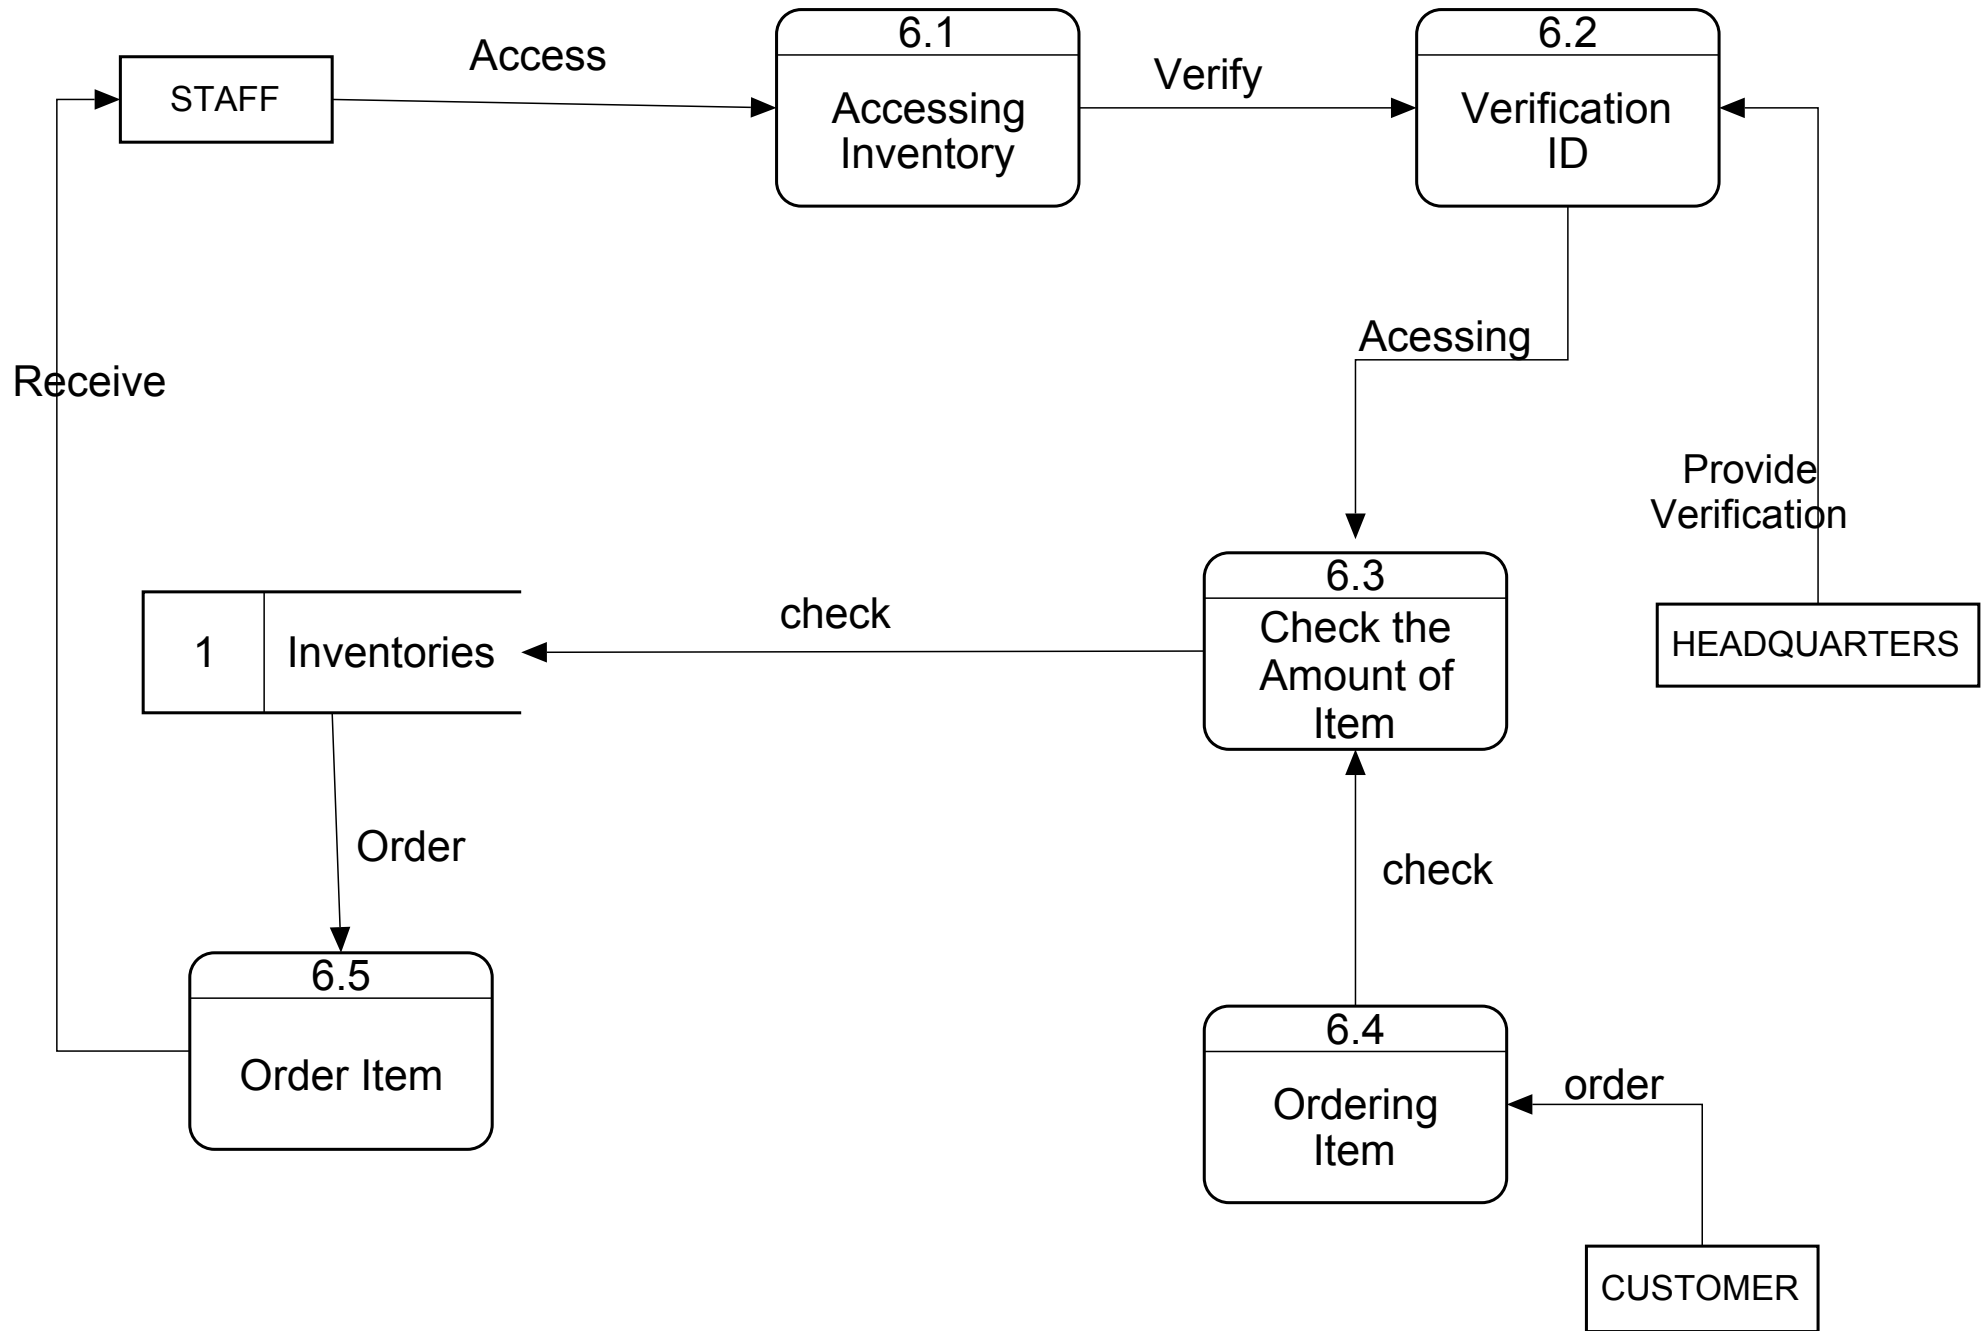 6.1
6.2
STAFF
Access
Verify
Accessing
Inventory
Verification
ID
Acessing
Receive
Provide
Verification
6.3
Check the
Amount of
Item
check
1
Inventories
HEADQUARTERS
Order
check
6.5
Order Item
6.4
Ordering
Item
order
CUSTOMER